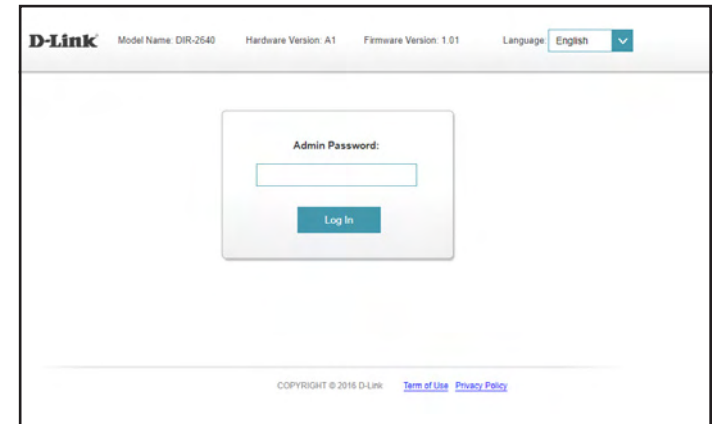 D-Link Model Name: DIR-2640 Hardware Version: A1 Firmware Version: 1.01 Language: English
Admin Password:
Log In
COPYRIGHT © 2016 D-Link Term of Use Privacy Policy